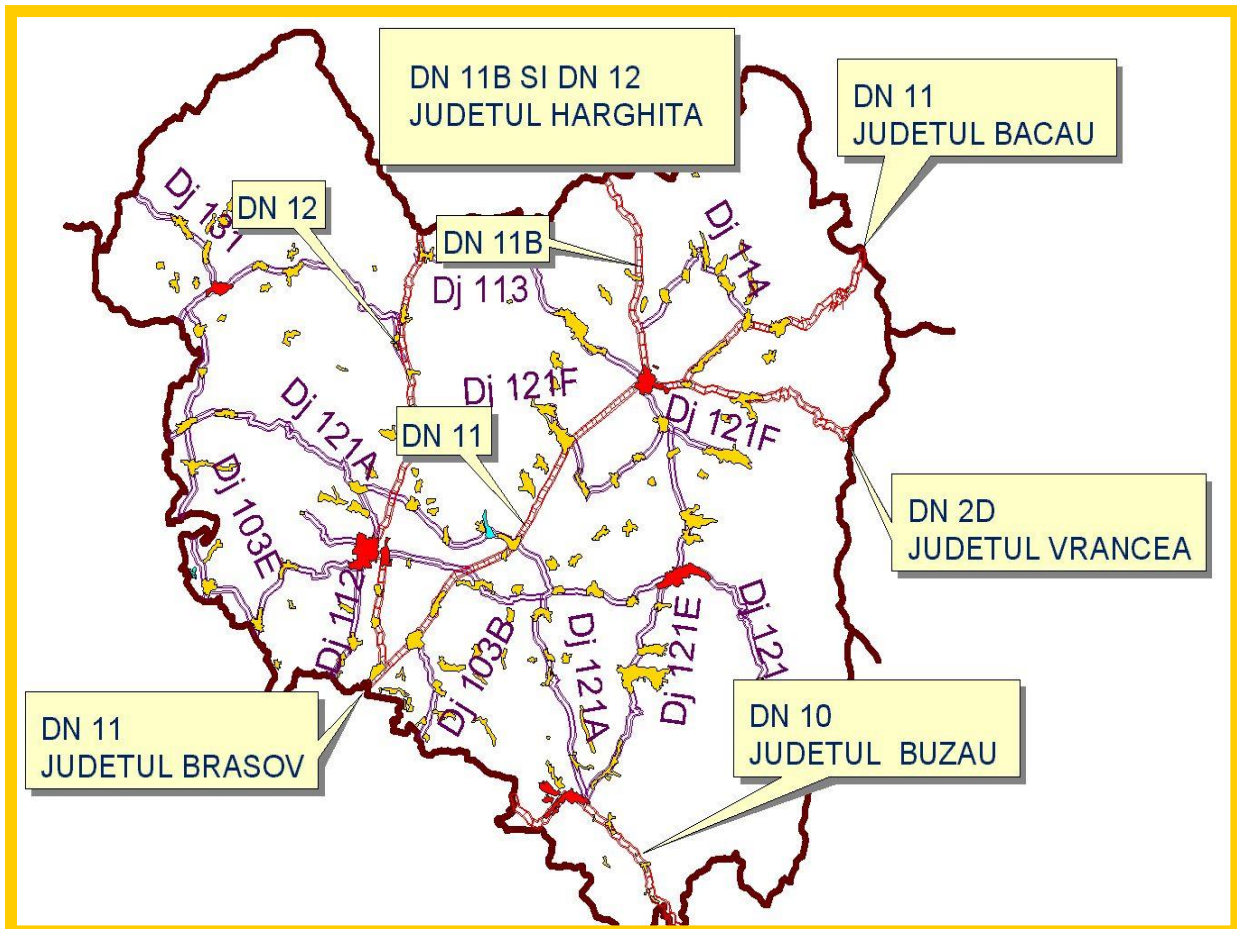 DN 11B SI DN 12
JUDETUL HARGHITA
DN 11
JUDETUL BACAU
Dj 131
DN 12
DN 11B
Dj 114
Dj 113
Dj 121F
Dj 121A
DN 11
Dj 121F
Dj 103E
DN 2D
JUDETUL VRANCEA
Dj 112
Dj 103B
Dj 121A
Dj 121E
Dj 121
DN 11
JUDETUL BRASOV
DN 10
JUDETUL BUZAU